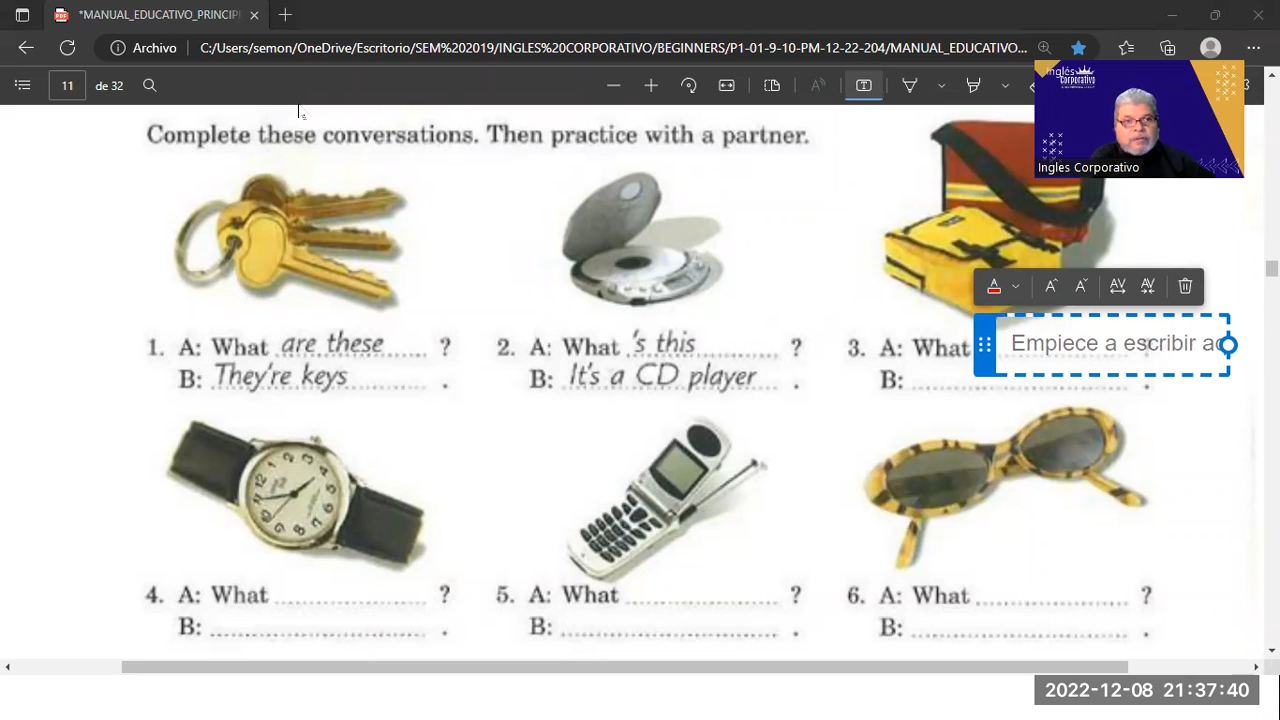 *MANUAL_EDUCATIVO_PRINCIPI
Archivo
C:/Users/semon/OneDrive/Escritorio/SEM%202019/INGLES%20CORPORATIVO/BEGINNERS/P1-01-9-10-PM-12-22-204/MANUAL_EDUCATIVO...
11 de 32
Inglés
Corporativo
Ingles Corporativo
Complete these conversations. Then practice with a partner.
1. A: What are these ?
B: They're keys .
2. A: What 's this ?
B: It's a CD player .
3. A: What
Empiece a escribir ac
B: .
4. A: What ?
B: .
5. A: What ?
B: .
6. A: What ?
B: .
2022-12-08 21:37:40